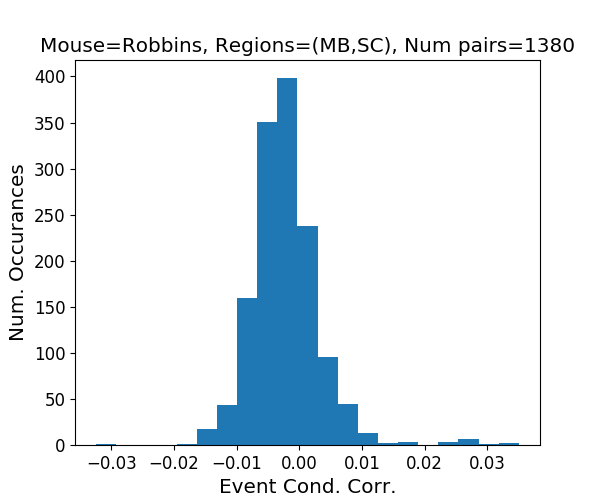 Mouse=Robbins, Regions=(MB,SC), Num pairs=1380
400
350
300
250
200
150
100
50
0
Num. Occurances
−0.03 −0.02 −0.01 0.00 0.01 0.02 0.03
Event Cond. Corr.